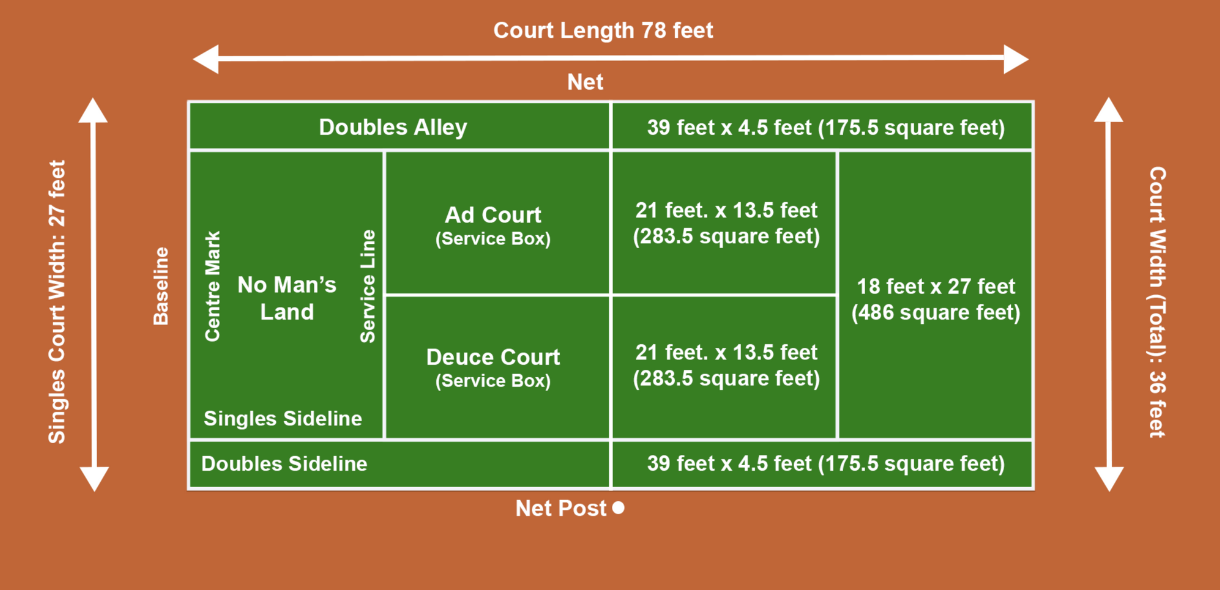 Court Length 78 feet
Net
Doubles Alley
39 feet x 4.5 feet (175.5 square feet)
Singles Court Width: 27 feet
Baseline
Centre Mark
No Man’s
Land
Service Line
Ad Court
(Service Box)
21 feet. x 13.5 feet
(283.5 square feet)
Deuce Court
(Service Box)
21 feet. x 13.5 feet
(283.5 square feet)
18 feet x 27 feet
(486 square feet)
Court Width (Total): 36 feet
Singles Sideline
Doubles Sideline
39 feet x 4.5 feet (175.5 square feet)
Net Post